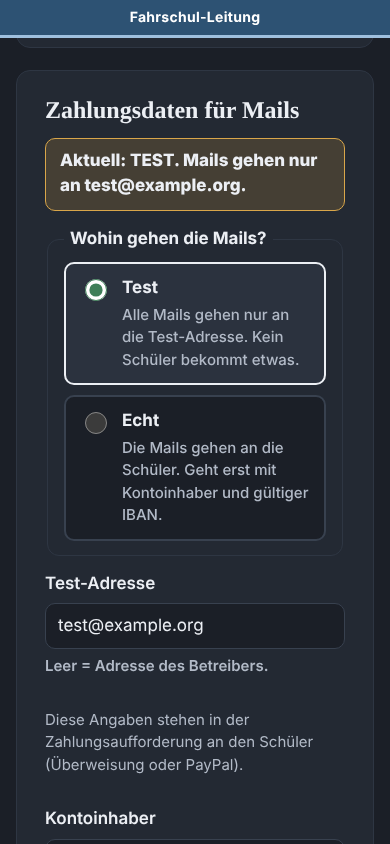 Fahrschul-Leitung
Zahlungsdaten für Mails
Aktuell: TEST. Mails gehen nur
an test@example.org.
Wohin gehen die Mails?
Test
Alle Mails gehen nur an
die Test-Adresse. Kein
Schüler bekommt etwas.
Echt
Die Mails gehen an die
Schüler. Geht erst mit
Kontoinhaber und gültiger
IBAN.
Test-Adresse
test@example.org
Leer = Adresse des Betreibers.
Diese Angaben stehen in der
Zahlungsaufforderung an den Schüler
(Überweisung oder PayPal).
Kontoinhaber